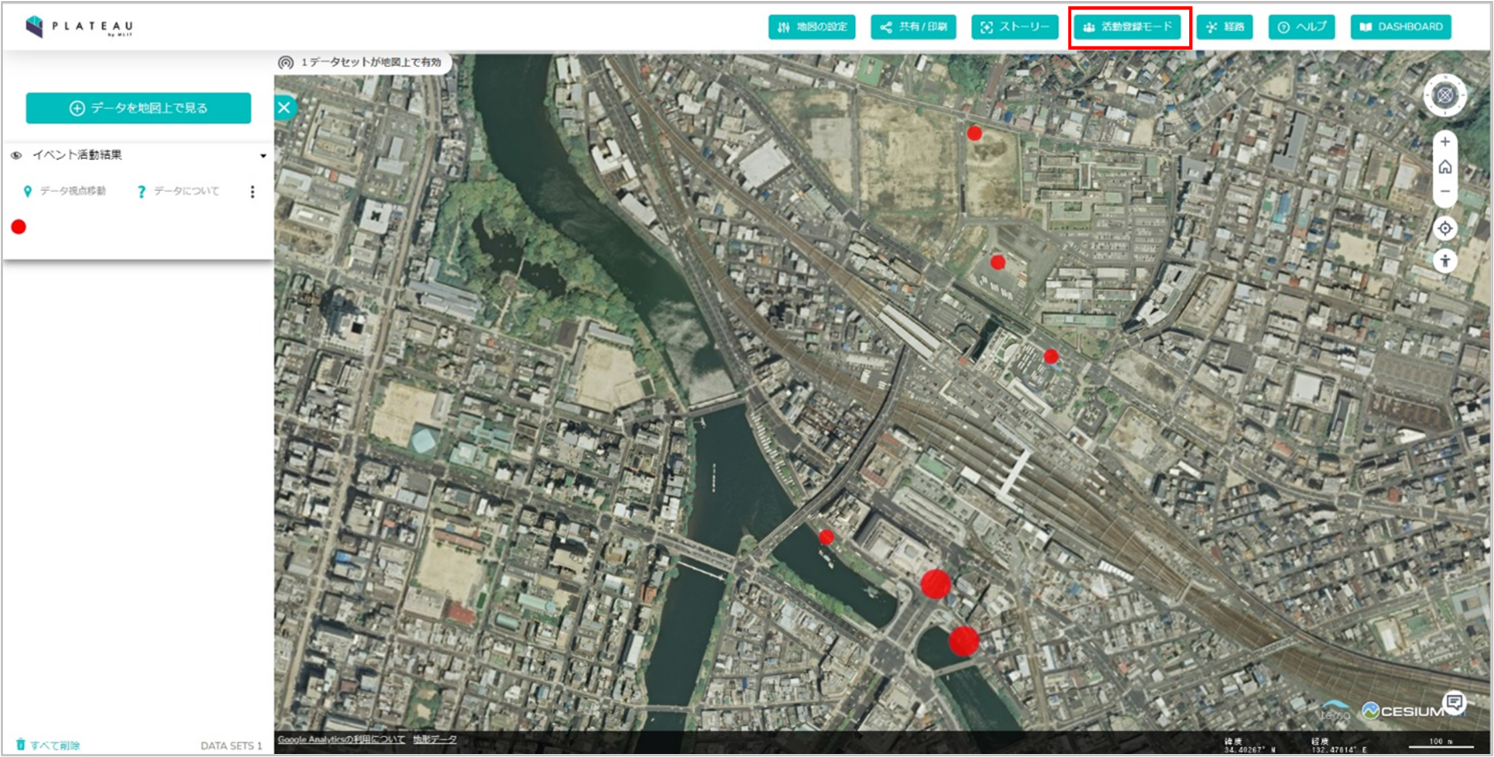 PLATEAU
by MLIT
地図の設定
共有/印刷
ストーリー
活動登録モード
経路
ヘルプ
DASHBOARD
1データセットが地図上で有効
データを地図上で見る
イベント活動結果
データ視点移動
データについて
すべて削除
DATA SETS 1
Google Analyticsの利用について 地形データ
CESIUM
緯度
34.40267° N
経度
132.47814° E
100 m